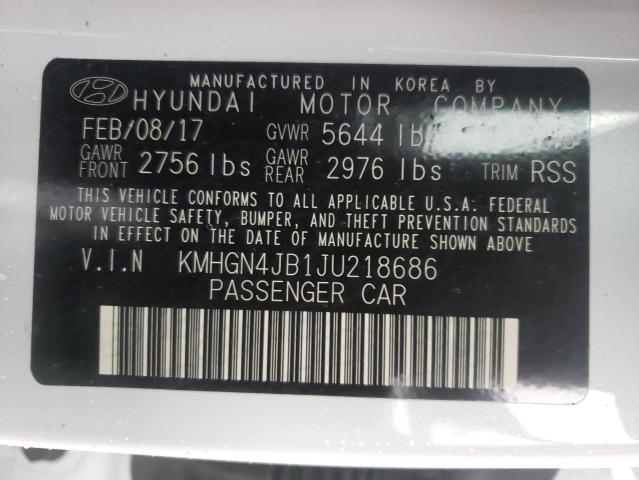 MANUFACTURED IN KOREA BY
HYUNDAI MOTOR COMPANY
FEB/08/17 GVWR 5644
GAWR FRONT 2756 lbs GAWR REAR 2976 lbs TRIM RSS
THIS VEHICLE CONFORMS TO ALL APPLICABLE U.S.A. FEDERAL
MOTOR VEHICLE SAFETY, BUMPER, AND THEFT PREVENTION STANDARDS
IN EFFECT ON THE DATE OF MANUFACTURE SHOWN ABOVE
V.I.N KMHGN4JB1JU218686
PASSENGER CAR